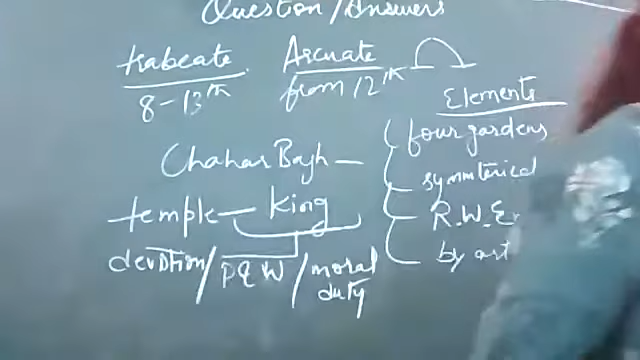 Question/Answers
Trabeate Arcuate
8-13th from 12th
Elements
Chahar Bagh — four gardens
symmterical
temple — King R.W.E.
devotion/PQW/moral duty by art